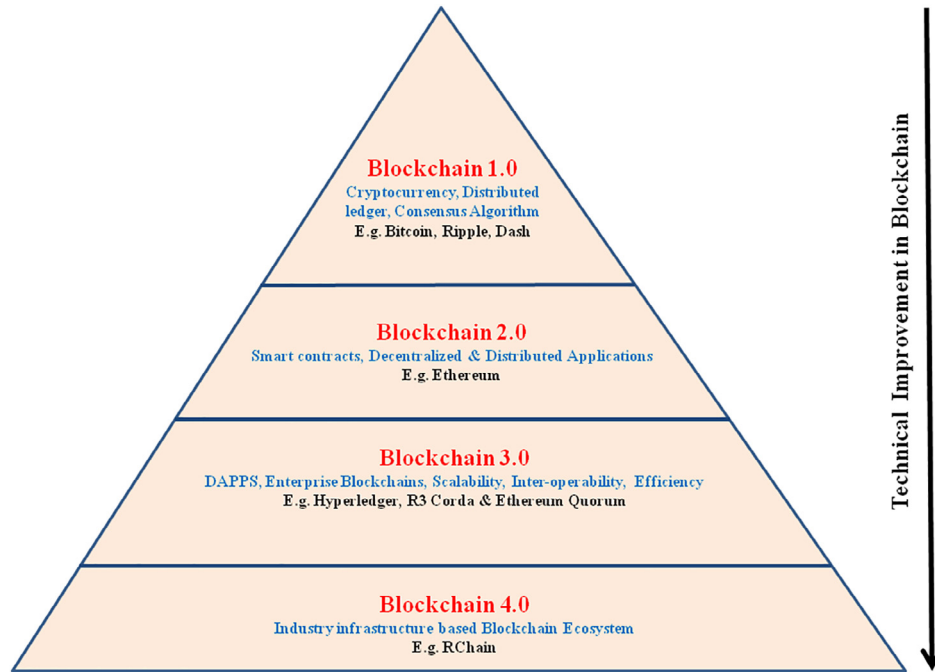 Blockchain 1.0
Cryptocurrency, Distributed
ledger, Consensus Algorithm
E.g. Bitcoin, Ripple, Dash
Blockchain 2.0
Smart contracts, Decentralized & Distributed Applications
E.g. Ethereum
Blockchain 3.0
DAPPS, Enterprise Blockchains, Scalability, Inter-operability, Efficiency
E.g. Hyperledger, R3 Corda & Ethereum Quorum
Blockchain 4.0
Industry infrastructure based Blockchain Ecosystem
E.g. RChain
Technical Improvement in Blockchain